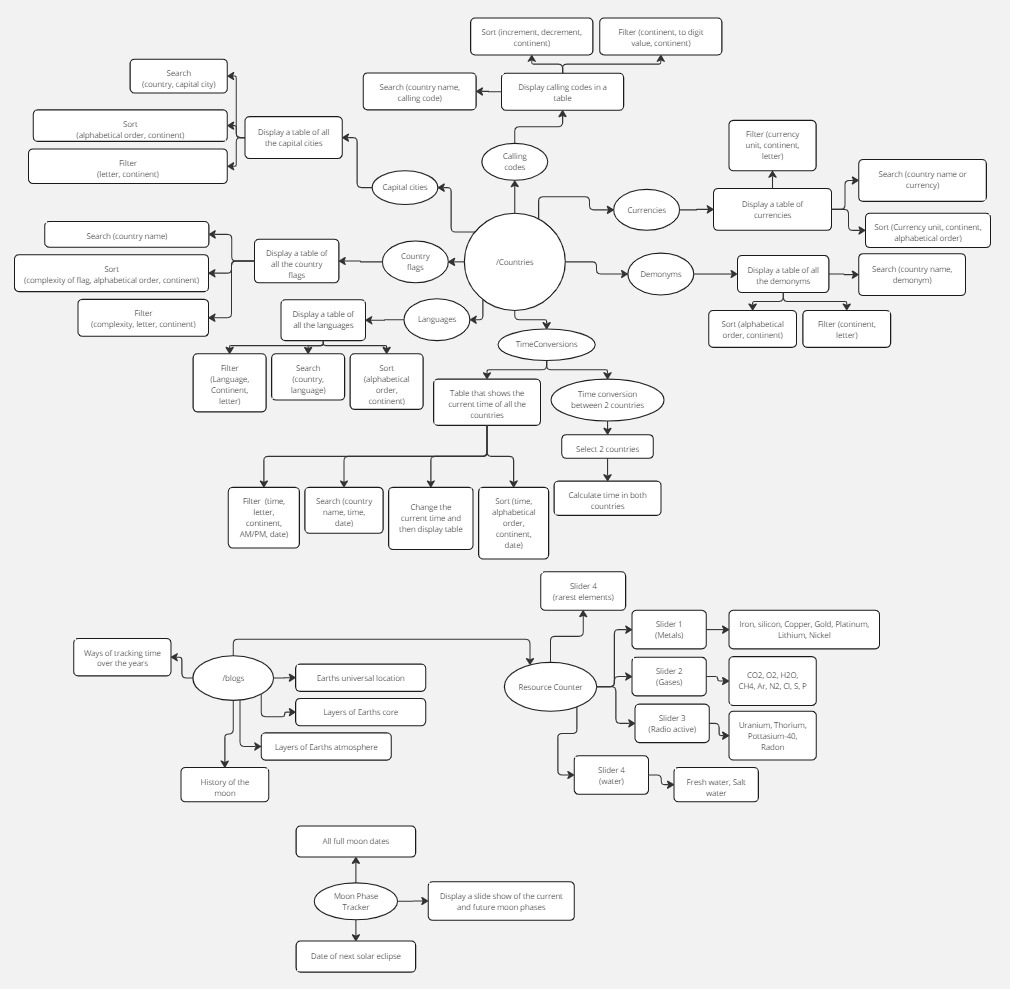 Sort (increment, decrement,
continent)
Filter (continent, to digit
value, continent)
Search
(country, capital city)
Search (country name,
calling code)
Display calling codes in a
table
Sort
(alphabetical order, continent)
Display a table of all
the capital cities
Filter
(letter, continent)
Calling
codes
Filter (currency
unit, continent,
letter)
Search (country name or
currency)
Capital cities
Currencies
Display a table of
currencies
Sort (Currency unit, continent,
alphabetical order)
Search (country name)
Display a table of
all the country
flags
Country
flags
/Countries
Demonyms
Display a table of all
the demonyms
Search (country name,
demonym)
Sort
(complexity of flag, alphabetical order, continent)
Filter
(complexity, letter, continent)
Display a table of
all the languages
Languages
Sort (alphabetical
order, continent)
Filter (continent,
letter)
TimeConversions
Filter
(Language,
Continent,
letter)
Search
(country,
language)
Sort
(alphabetical
order,
continent)
Table that shows the
current time of all the
countries
Time conversion
between 2 countries
Select 2 countries
Filter (time,
letter,
continent,
AM/PM, date)
Search (country
name, time,
date)
Change the
current time and
then display table
Sort (time,
alphabetical
order,
continent,
date)
Calculate time in both
countries
Slider 4
(rarest elements)
Slider 1
(Metals)
Iron, silicon, Copper, Gold, Platinum,
Lithium, Nickel
Ways of tracking time
over the years
/blogs
Earths universal location
Resource Counter
Slider 2
(Gases)
CO2, O2, H2O,
CH4, Ar, N2, Cl, S, P
Layers of Earths core
Slider 3
(Radio active)
Uranium, Thorium,
Pottasium-40,
Radon
Layers of Earths atmosphere
History of the
moon
Slider 4
(water)
Fresh water, Salt
water
All full moon dates
Moon Phase
Tracker
Display a slide show of the current
and future moon phases
Date of next solar eclipse